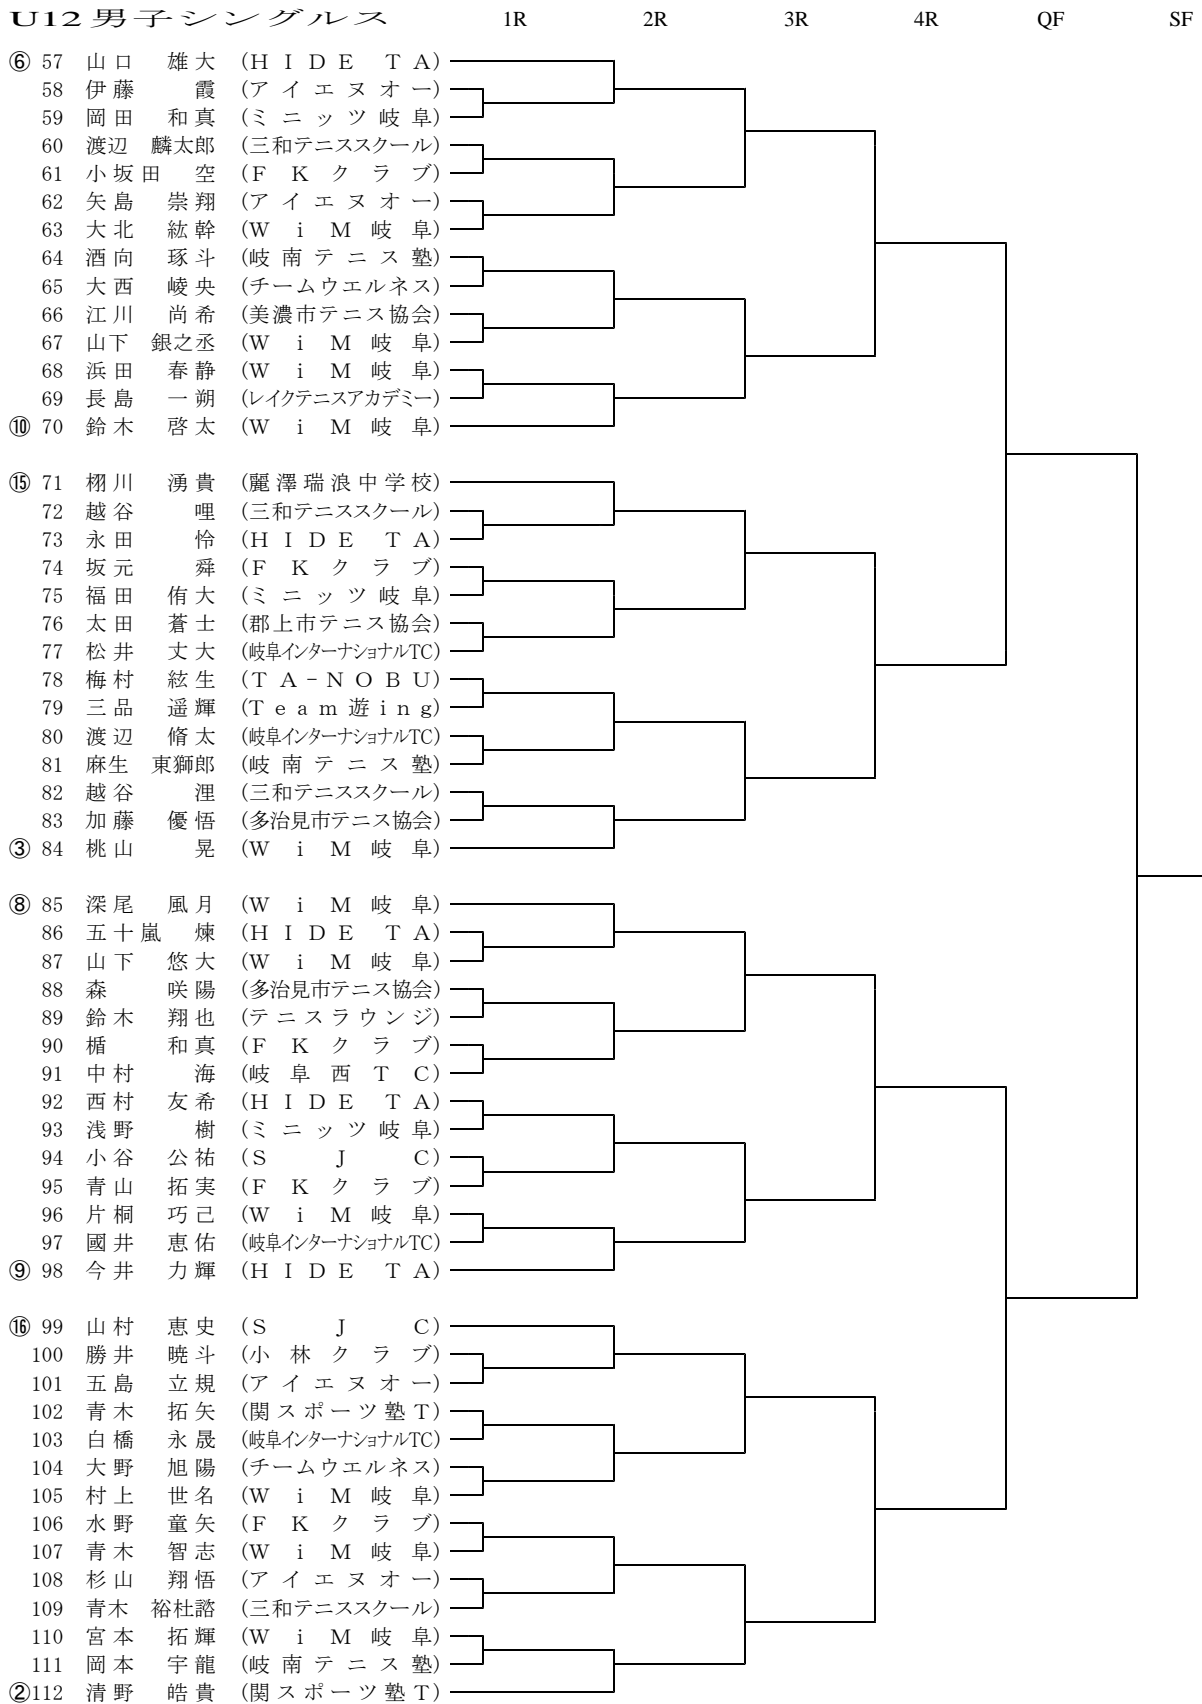 U12男子シングルス 1R 2R 3R 4R QF SF
⑥ 57 山口 雄大 (HIDE TA)
58 伊藤 霞 (アイエヌオー)
59 岡田 和真 (ミニッツ岐阜)
60 渡辺 麟太郎 (三和テニススクール)
61 小坂田 空 (FKクラブ)
62 矢島 崇翔 (アイエヌオー)
63 大北 紘幹 (WiM岐阜)
64 酒向 琢斗 (岐南テニス塾)
65 大西 崚央 (チームウエルネス)
66 江川 尚希 (美濃市テニス協会)
67 山下 銀之丞 (WiM岐阜)
68 浜田 春静 (WiM岐阜)
69 長島 一朔 (レイクテニスアカデミー)
⑩ 70 鈴木 啓太 (WiM岐阜)
⑮ 71 栩川 湧貴 (麗澤瑞浪中学校)
72 越谷 哩 (三和テニススクール)
73 永田 怜 (HIDE TA)
74 坂元 舜 (FKクラブ)
75 福田 侑大 (ミニッツ岐阜)
76 太田 蒼士 (郡上市テニス協会)
77 松井 丈大 (岐阜インターナショナルTC)
78 梅村 絃生 (TA-NOBU)
79 三品 遥輝 (Team遊ing)
80 渡辺 脩太 (岐阜インターナショナルTC)
81 麻生 東獅郎 (岐南テニス塾)
82 越谷 浬 (三和テニススクール)
83 加藤 優悟 (多治見市テニス協会)
③ 84 桃山 晃 (WiM岐阜)
⑧ 85 深尾 風月 (WiM岐阜)
86 五十嵐 煉 (HIDE TA)
87 山下 悠大 (WiM岐阜)
88 森 咲陽 (多治見市テニス協会)
89 鈴木 翔也 (テニスラウンジ)
90 楯 和真 (FKクラブ)
91 中村 海 (岐阜西TC)
92 西村 友希 (HIDE TA)
93 浅野 樹 (ミニッツ岐阜)
94 小谷 公祐 (SJC)
95 青山 拓実 (FKクラブ)
96 片桐 巧己 (WiM岐阜)
97 國井 恵佑 (岐阜インターナショナルTC)
⑨ 98 今井 力輝 (HIDE TA)
⑯ 99 山村 恵史 (SJC)
100 勝井 暁斗 (小林クラブ)
101 五島 立規 (アイエヌオー)
102 青木 拓矢 (関スポーツ塾T)
103 白橋 永晟 (岐阜インターナショナルTC)
104 大野 旭陽 (チームウエルネス)
105 村上 世名 (WiM岐阜)
106 水野 童矢 (FKクラブ)
107 青木 智志 (WiM岐阜)
108 杉山 翔悟 (アイエヌオー)
109 青木 裕杜諮 (三和テニススクール)
110 宮本 拓輝 (WiM岐阜)
111 岡本 宇龍 (岐南テニス塾)
② 112 清野 皓貴 (関スポーツ塾T)